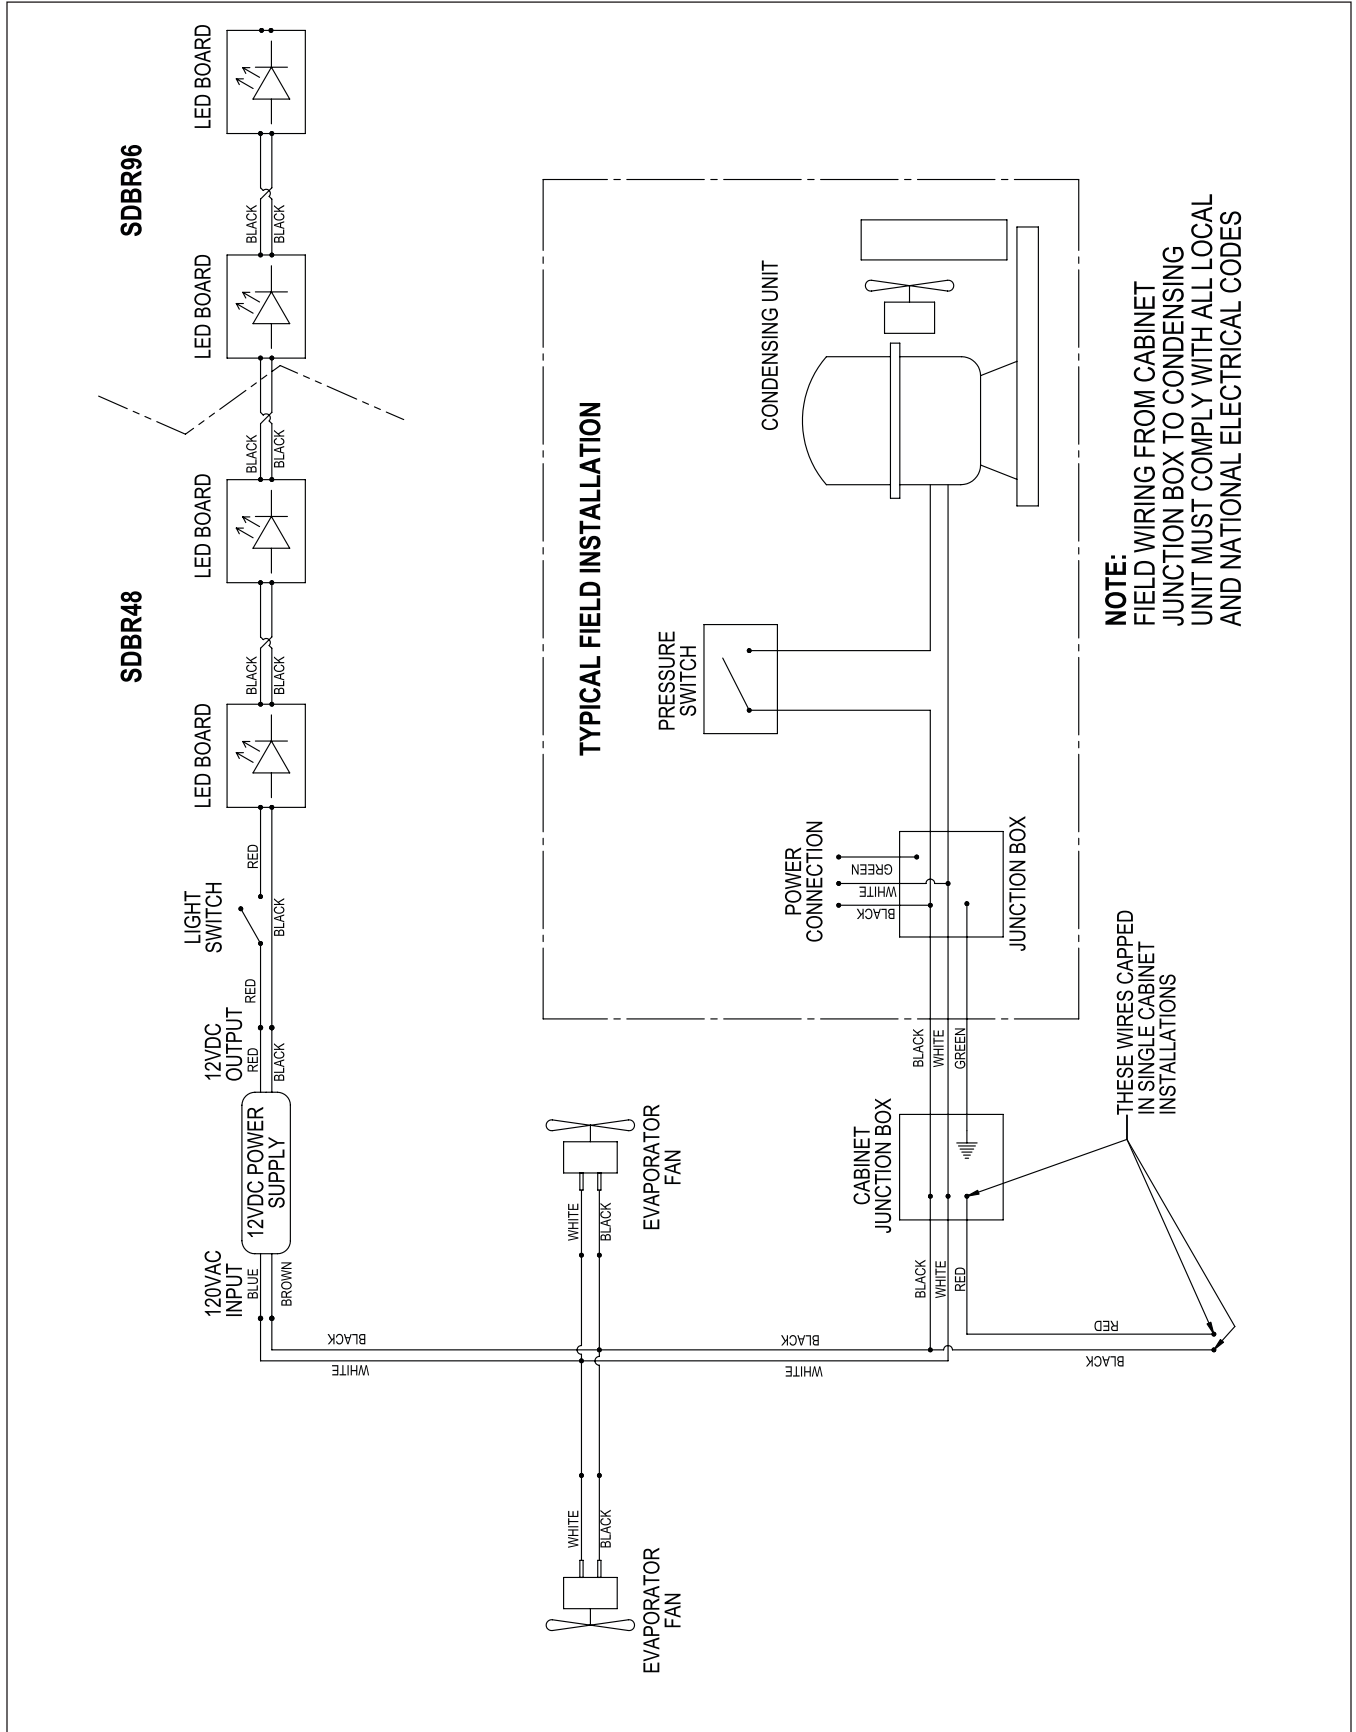 SDBR48
SDBR96
120VAC
INPUT
BLUE
BROWN
12VDC POWER
SUPPLY
12VDC
OUTPUT
RED
BLACK
RED
LIGHT
SWITCH
BLACK
RED
LED BOARD
BLACK
BLACK
LED BOARD
BLACK
BLACK
LED BOARD
BLACK
BLACK
LED BOARD
BLACK
WHITE
EVAPORATOR
FAN
WHITE
BLACK
WHITE
BLACK
EVAPORATOR
FAN
BLACK
WHITE
TYPICAL FIELD INSTALLATION
PRESSURE
SWITCH
CONDENSING UNIT
POWER
CONNECTION
BLACK
WHITE
GREEN
JUNCTION BOX
BLACK
WHITE
GREEN
CABINET
JUNCTION BOX
BLACK
WHITE
RED
RED
BLACK
THESE WIRES CAPPED
IN SINGLE CABINET
INSTALLATIONS
NOTE:
FIELD WIRING FROM CABINET
JUNCTION BOX TO CONDENSING
UNIT MUST COMPLY WITH ALL LOCAL
AND NATIONAL ELECTRICAL CODES